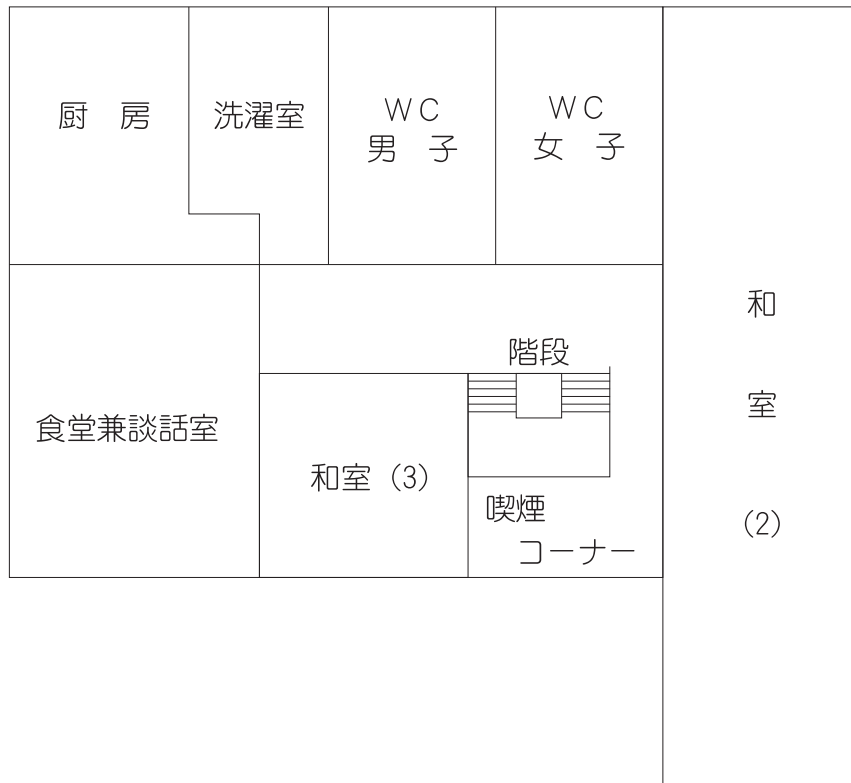 厨 房
洗濯室
WC
男 子
WC
女 子
和
室
(2)
階段
食堂兼談話室
和室 (3)
喫煙
コーナー